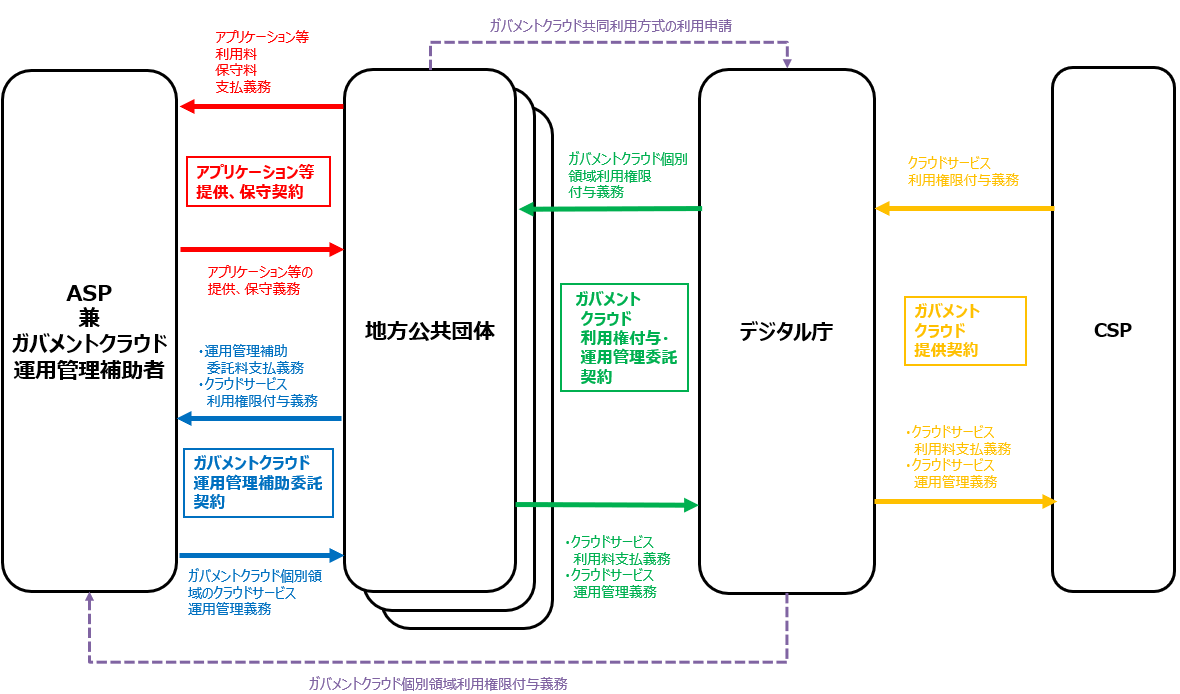 ガバメントクラウド共同利用方式の利用申請
アプリケーション等
利用料
保守料
支払義務
アプリケーション等
提供、保守契約
アプリケーション等の
提供、保守義務
ASP
兼
ガバメントクラウド
運用管理補助者
・運用管理補助
委託料支払義務
・クラウドサービス
利用権限付与義務
ガバメントクラウド
運用管理補助委託
契約
ガバメントクラウド個別領
域のクラウドサービス
運用管理義務
地方公共団体
ガバメントクラウド個別
領域利用権限
付与義務
ガバメント
クラウド
利用権付与・
運用管理委託
契約
・クラウドサービス
利用料支払義務
・クラウドサービス
運用管理義務
デジタル庁
クラウドサービス
利用権限付与義務
ガバメント
クラウド
提供契約
・クラウドサービス
利用料支払義務
・クラウドサービス
運用管理義務
CSP
ガバメントクラウド個別領域利用権限付与義務